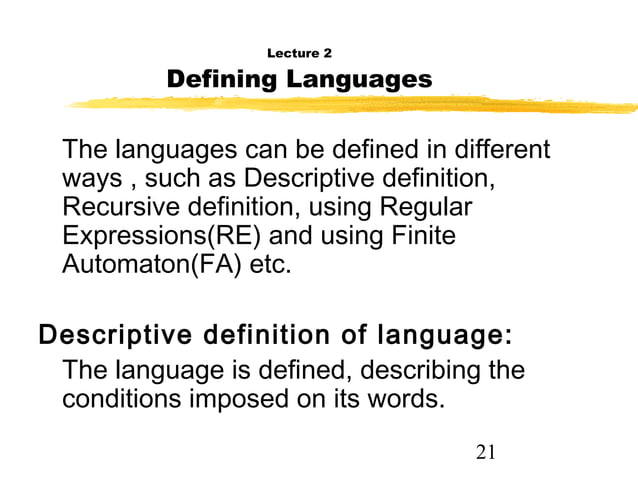 Lecture 2
Defining Languages
The languages can be defined in different
ways , such as Descriptive definition,
Recursive definition, using Regular
Expressions(RE) and using Finite
Automaton(FA) etc.
Descriptive definition of language:
The language is defined, describing the
conditions imposed on its words.
21